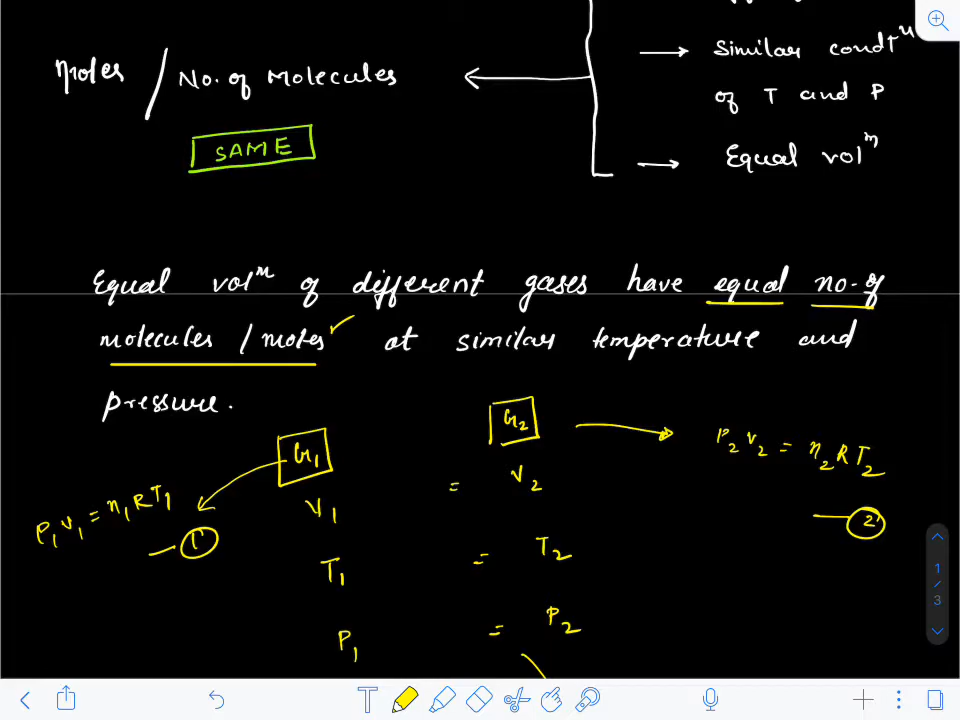 → Similar condtⁿ
moles / No. of Molecules ← of T and P
SAME → Equal volᵐ
Equal volᵐ of different gases have equal no. of
molecules / moles ✓ at similar temperature and
pressure.
G₁ G₂ → P₂V₂ = n₂RT₂
P₁V₁ = n₁RT₁ V₁ = V₂
— ① — ②
T₁ = T₂
P₁ = P₂
1 / 3
T